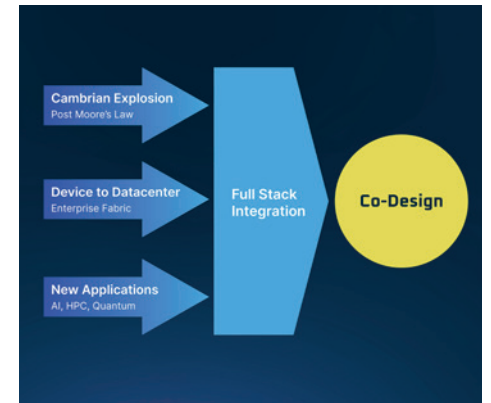 Cambrian Explosion
Post Moore's Law
Device to Datacenter
Enterprise Fabric
New Applications
AI, HPC, Quantum
Full Stack
Integration
Co-Design